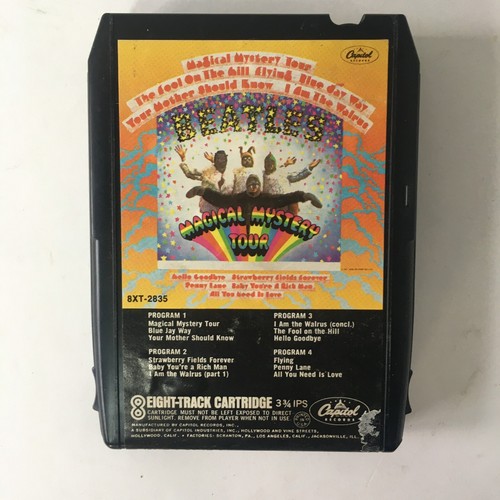 Magical Mystery Tour
The Fool On The Hill Flying Blue Jay Way
Your Mother Should Know I Am The Walrus
Capitol
RECORDS
BEATLES
MAGICAL MYSTERY
TOUR
Hello Goodbye Strawberry Fields Forever
Penny Lane Baby You're A Rich Man
All You Need Is Love
8XT-2835
PROGRAM 1
Magical Mystery Tour
Blue Jay Way
Your Mother Should Know
PROGRAM 2
Strawberry Fields Forever
Baby You're a Rich Man
I Am the Walrus (part 1)
PROGRAM 3
I Am the Walrus (concl.)
The Fool on the Hill
Hello Goodbye
PROGRAM 4
Flying
Penny Lane
All You Need Is Love
8 EIGHT-TRACK CARTRIDGE 3¾ IPS
CARTRIDGE MUST NOT BE LEFT EXPOSED TO DIRECT
SUNLIGHT. REMOVE FROM PLAYER WHEN NOT IN USE
MANUFACTURED BY CAPITOL RECORDS, INC.,
A SUBSIDIARY OF CAPITOL INDUSTRIES, INC., HOLLYWOOD AND VINE STREETS,
HOLLYWOOD, CALIF. • FACTORIES: SCRANTON, PA., LOS ANGELES, CALIF., JACKSONVILLE, ILL.
Capitol
RECORDS